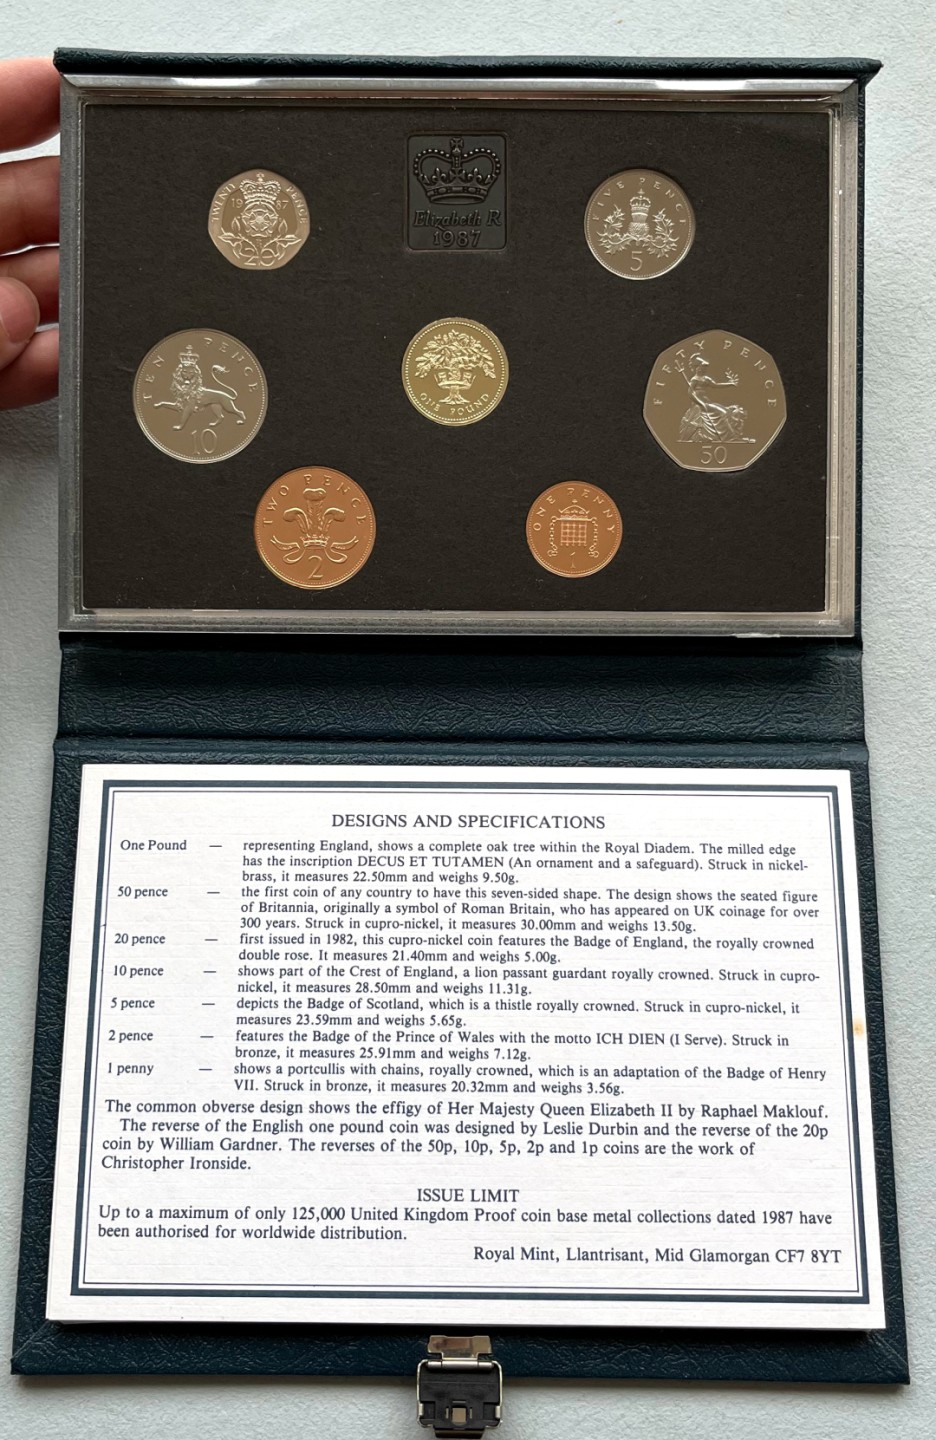 TWENTY PENCE
1987
20
Elizabeth R
1987
FIVE PENCE
5
TEN PENCE
10
ONE POUND
FIFTY PENCE
50
TWO PENCE
2
ONE PENNY
1
DESIGNS AND SPECIFICATIONS
One Pound — representing England, shows a complete oak tree within the Royal Diadem. The milled edge
has the inscription DECUS ET TUTAMEN (An ornament and a safeguard). Struck in nickel-
brass, it measures 22.50mm and weighs 9.50g.
50 pence — the first coin of any country to have this seven-sided shape. The design shows the seated figure
of Britannia, originally a symbol of Roman Britain, who has appeared on UK coinage for over
300 years. Struck in cupro-nickel, it measures 30.00mm and weighs 13.50g.
20 pence — first issued in 1982, this cupro-nickel coin features the Badge of England, the royally crowned
double rose. It measures 21.40mm and weighs 5.00g.
10 pence — shows part of the Crest of England, a lion passant guardant royally crowned. Struck in cupro-
nickel, it measures 28.50mm and weighs 11.31g.
5 pence — depicts the Badge of Scotland, which is a thistle royally crowned. Struck in cupro-nickel, it
measures 23.59mm and weighs 5.65g.
2 pence — features the Badge of the Prince of Wales with the motto ICH DIEN (I Serve). Struck in
bronze, it measures 25.91mm and weighs 7.12g.
1 penny — shows a portcullis with chains, royally crowned, which is an adaptation of the Badge of Henry
VII. Struck in bronze, it measures 20.32mm and weighs 3.56g.
The common obverse design shows the effigy of Her Majesty Queen Elizabeth II by Raphael Maklouf.
The reverse of the English one pound coin was designed by Leslie Durbin and the reverse of the 20p
coin by William Gardner. The reverses of the 50p, 10p, 5p, 2p and 1p coins are the work of
Christopher Ironside.
ISSUE LIMIT
Up to a maximum of only 125,000 United Kingdom Proof coin base metal collections dated 1987 have
been authorised for worldwide distribution.
Royal Mint, Llantrisant, Mid Glamorgan CF7 8YT